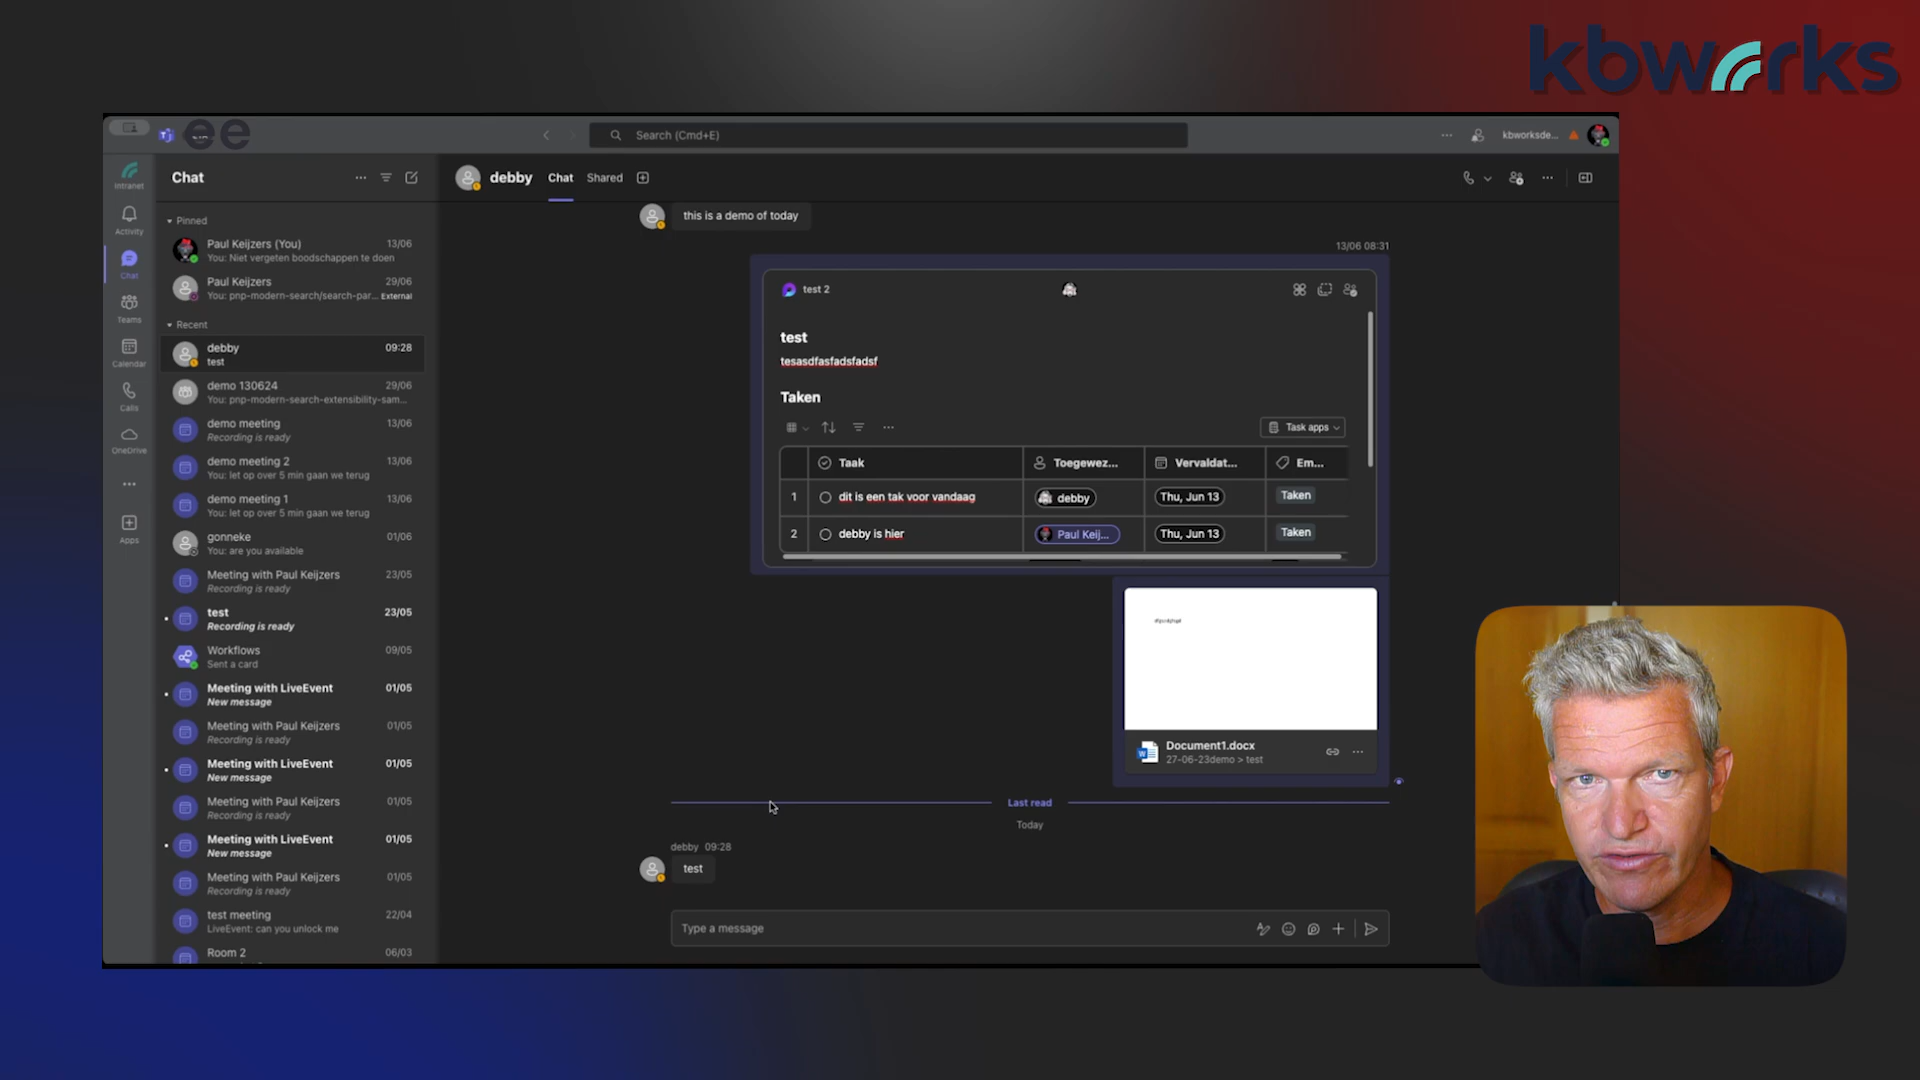 kbworks
Search (Cmd+E)
kbworksde...
Intranet
Activity
Chat
Teams
Calendar
Calls
OneDrive
Apps
Chat
Pinned
Paul Keijzers (You) 13/06
You: Niet vergeten boodschappen te doen
Paul Keijzers 29/06
You: pnp-modern-search/search-par... External
Recent
debby 09:28
test
demo 130624 29/06
You: pnp-modern-search-extensibility-sam...
demo meeting 13/06
Recording is ready
demo meeting 2 13/06
You: let op over 5 min gaan we terug
demo meeting 1 13/06
You: let op over 5 min gaan we terug
gonneke 01/06
You: are you available
Meeting with Paul Keijzers 23/05
Recording is ready
test 23/05
Recording is ready
Workflows 09/05
Sent a card
Meeting with LiveEvent 01/05
New message
Meeting with Paul Keijzers 01/05
Recording is ready
Meeting with LiveEvent 01/05
New message
Meeting with Paul Keijzers 01/05
Recording is ready
Meeting with LiveEvent 01/05
New message
Meeting with Paul Keijzers 01/05
Recording is ready
test meeting 22/04
LiveEvent: can you unlock me
Room 2 06/03
debby Chat Shared
this is a demo of today
13/06 08:31
test 2
test
tesasdfasfadsfadsf
Taken
Task apps
Taak Toegewez... Vervaldat... Em...
1 dit is een tak voor vandaag debby Thu, Jun 13 Taken
2 debby is hier Paul Keij... Thu, Jun 13 Taken
Document1.docx
27-06-23demo > test
Last read
Today
debby 09:28
test
Type a message